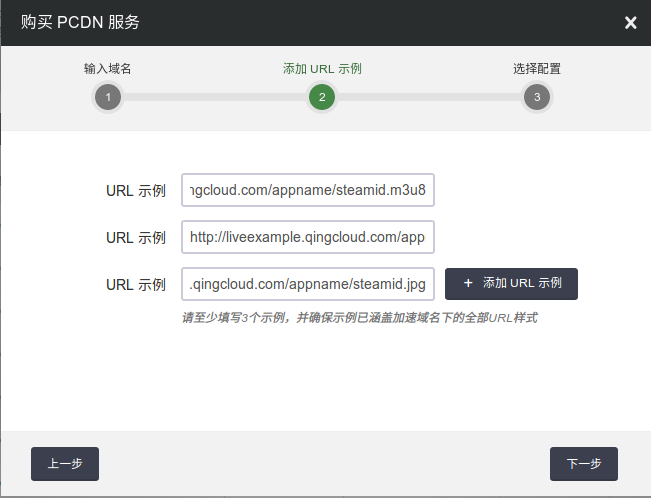 购买 PCDN 服务
输入域名 添加 URL 示例 选择配置
1 2 3
URL 示例 ngcloud.com/appname/steamid.m3u8
URL 示例 http://liveexample.qingcloud.com/app
URL 示例 .qingcloud.com/appname/steamid.jpg + 添加 URL 示例
请至少填写3个示例，并确保示例已涵盖加速域名下的全部URL样式
上一步 下一步